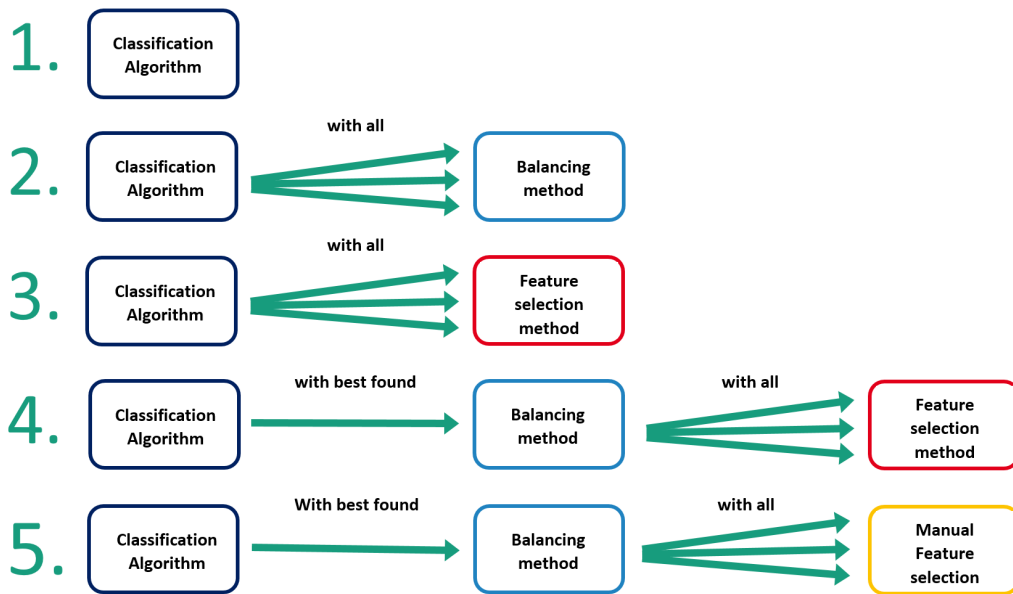 1.
Classification
Algorithm
2.
Classification
Algorithm
with all
Balancing
method
3.
Classification
Algorithm
with all
Feature
selection
method
4.
Classification
Algorithm
with best found
Balancing
method
with all
Feature
selection
method
5.
Classification
Algorithm
With best found
Balancing
method
with all
Manual
Feature
selection